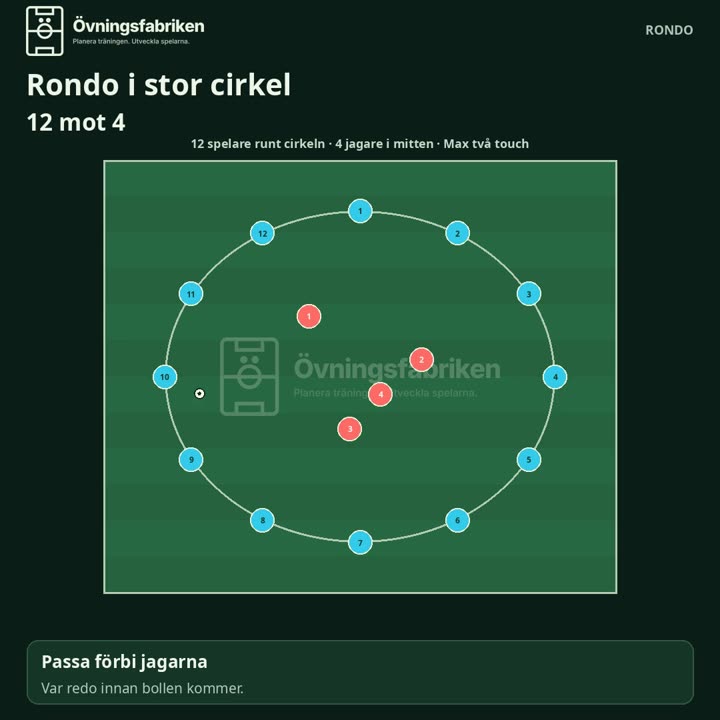 Övningsfabriken
Planera träningen. Utveckla spelarna.
RONDO
Rondo i stor cirkel
12 mot 4
12 spelare runt cirkeln · 4 jagare i mitten · Max två touch
1
12
2
11
3
1
2
Övningsfabriken
10
4
4
Planera träningen. Utveckla spelarna.
3
9
5
8
6
7
Passa förbi jagarna
Var redo innan bollen kommer.